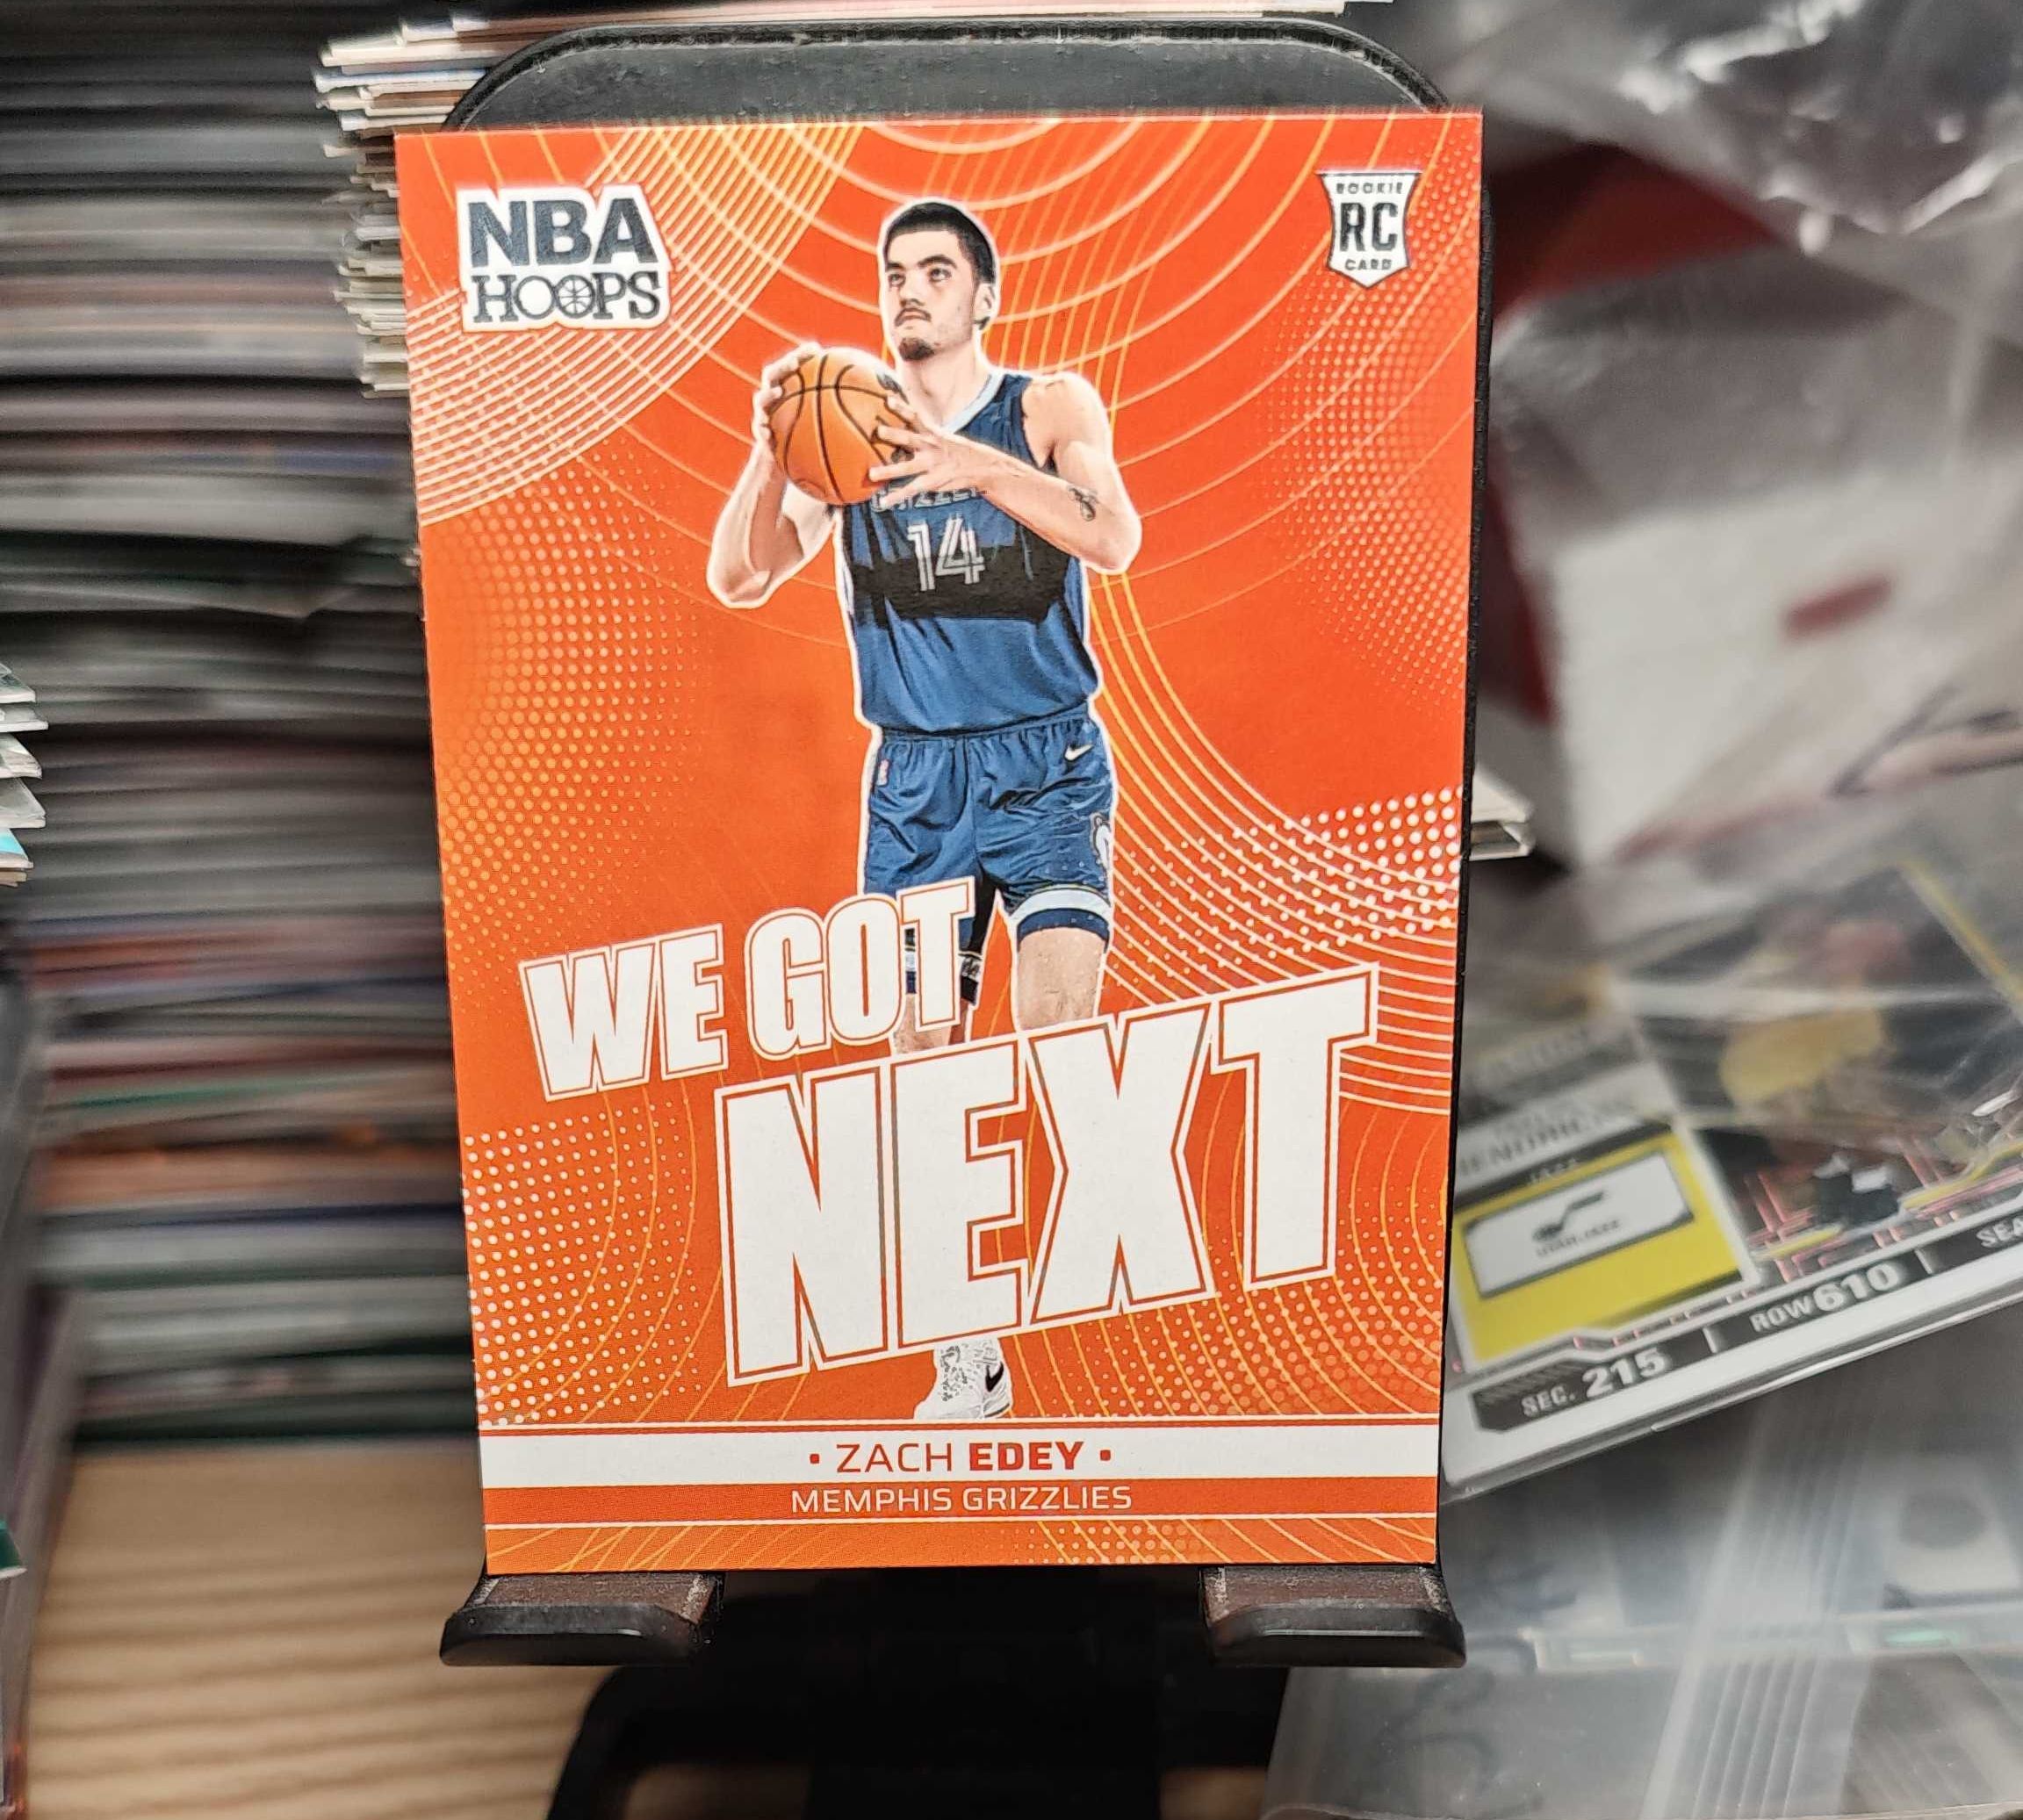 NBA
HOOPS
ROOKIE
RC
CARD
14
WE GOT
NEXT
• ZACH EDEY •
MEMPHIS GRIZZLIES
SEC. 215 | ROW 610 |